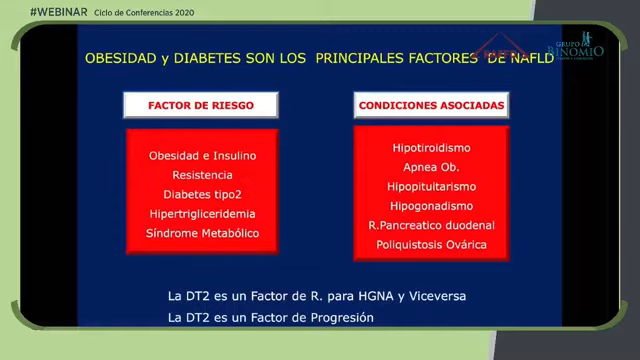 #WEBINAR Ciclo de Conferencias 2020
GRUPO
BINOMIO
OBESIDAD y DIABETES SON LOS PRINCIPALES FACTORES DE NAFLD
FACTOR DE RIESGO
Obesidad e Insulino
Resistencia
Diabetes tipo2
Hipertrigliceridemia
Síndrome Metabólico
CONDICIONES ASOCIADAS
Hipotiroidismo
Apnea Ob.
Hipopituitarismo
Hipogonadismo
R.Pancreatico duodenal
Poliquistosis Ovárica
La DT2 es un Factor de R. para HGNA y Viceversa
La DT2 es un Factor de Progresión